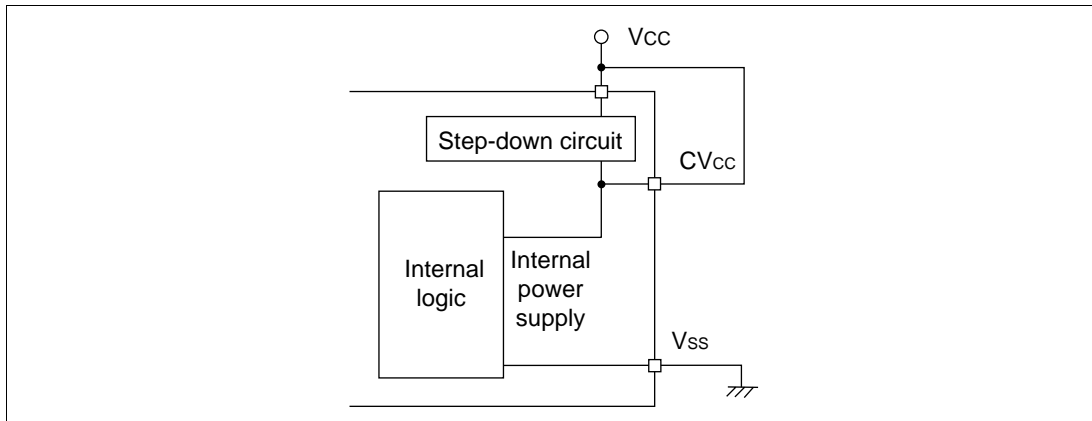 Vcc
Step-down circuit
CVcc
Internal
logic
Internal
power
supply
Vss